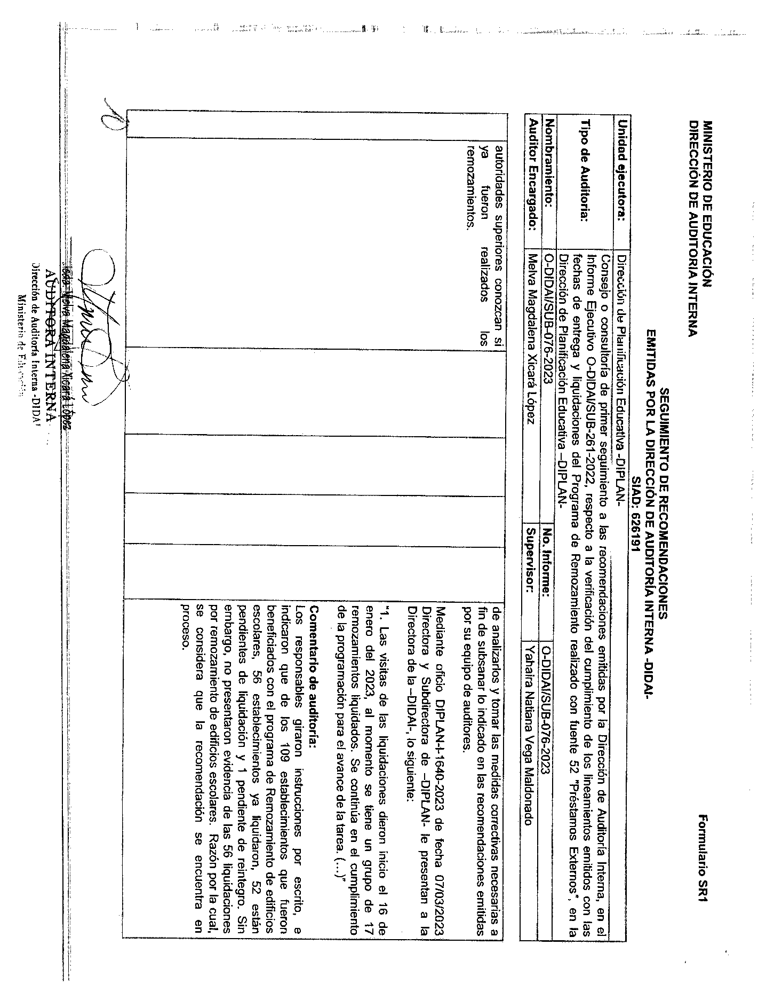 MINISTERIO DE EDUCACIÓN
DIRECCIÓN DE AUDITORIA INTERNA
Formulario SR1
SEGUIMIENTO DE RECOMENDACIONES
EMITIDAS POR LA DIRECCIÓN DE AUDITORÍA INTERNA -DIDAI-
SIAD: 626191
Unidad ejecutora: Dirección de Planificación Educativa -DIPLAN-
Tipo de Auditoria: Consejo o consultoría de primer seguimiento a las recomendaciones emitidas por la Dirección de Auditoría Interna, en el
Informe Ejecutivo O-DIDAI/SUB-261-2022, respecto a la verificación del cumplimiento de los lineamientos emitidos con las
fechas de entrega y liquidaciones del Programa de Remozamiento realizado con fuente 52 "Préstamos Externos", en la
Dirección de Planificación Educativa –DIPLAN-
Nombramiento: O-DIDAI/SUB-076-2023 No. Informe: O-DIDAI/SUB-076-2023
Auditor Encargado: Melva Magdalena Xicará López Supervisor: Yahaira Natiana Vega Maldonado
autoridades superiores conozcan si
ya fueron realizados los
remozamientos.
de analizarlos y tomar las medidas correctivas necesarias a
fin de subsanar lo indicado en las recomendaciones emitidas
por su equipo de auditores.
Mediante oficio DIPLAN-I-1640-2023 de fecha 07/03/2023
Directora y Subdirectora de –DIPLAN- le presentan a la
Directora de la –DIDAI-, lo siguiente:
"1. Las visitas de las liquidaciones dieron inicio el 16 de
enero del 2023, al momento se tiene un grupo de 17
remozamientos liquidados. Se continúa en el cumplimiento
de la programación para el avance de la tarea. (...)"
Comentario de auditoría:
Los responsables giraron instrucciones por escrito, e
indicaron que de los 109 establecimientos que fueron
beneficiados con el programa de Remozamiento de edificios
escolares, 56 establecimientos ya liquidaron, 52 están
pendientes de liquidación y 1 pendiente de reintegro. Sin
embargo, no presentaron evidencia de las 56 liquidaciones
por remozamiento de edificios escolares. Razón por la cual,
se considera que la recomendación se encuentra en
proceso.
Melva Magdalena Xicará López
AUDITORA INTERNA
Dirección de Auditoría Interna -DIDAI
Ministerio de Educación